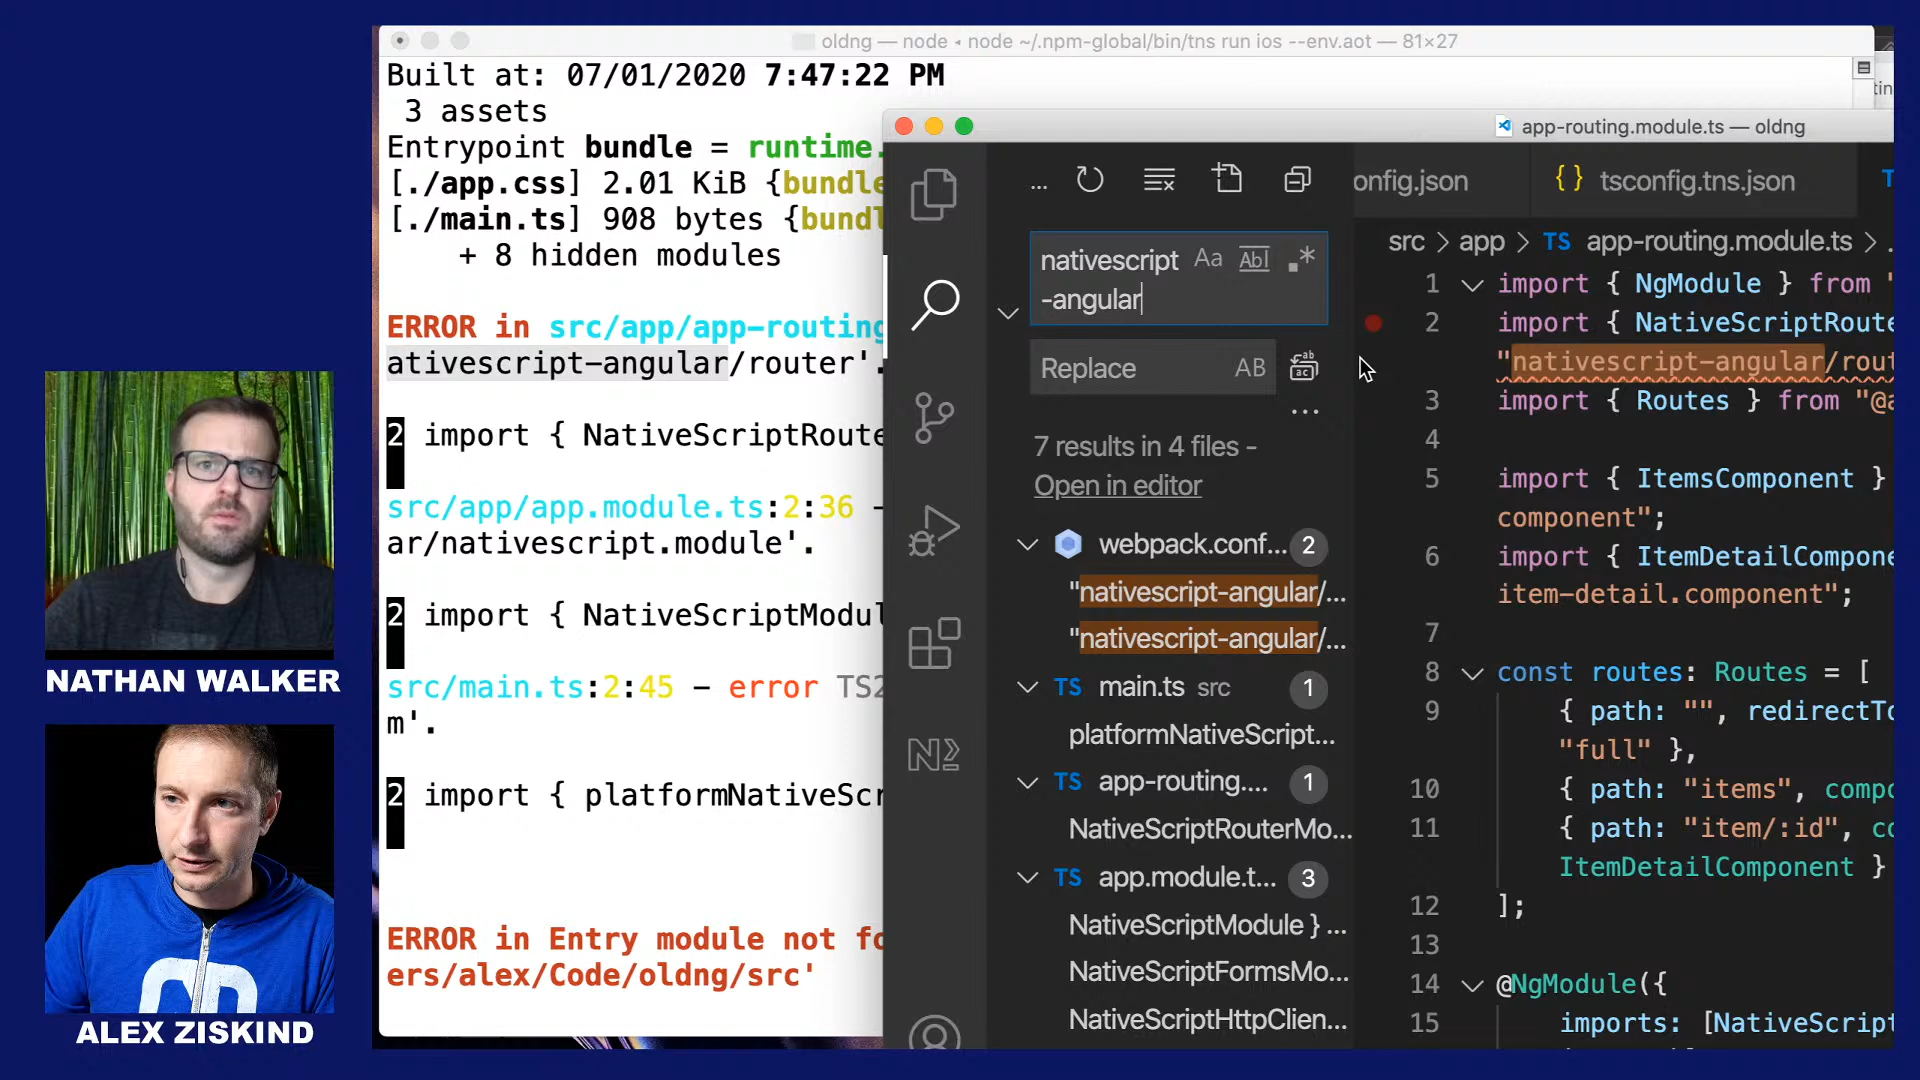 oldng — node ◂ node ~/.npm-global/bin/tns run ios --env.aot — 81×27
Built at: 07/01/2020 7:47:22 PM
3 assets
Entrypoint bundle = runtime.
[./app.css] 2.01 KiB {bundle
[./main.ts] 908 bytes {bundl
+ 8 hidden modules
ERROR in src/app/app-routing
ativescript-angular/router'.
2 import { NativeScriptRoute
src/app/app.module.ts:2:36 -
ar/nativescript.module'.
2 import { NativeScriptModul
src/main.ts:2:45 - error TS2
m'.
2 import { platformNativeScr
ERROR in Entry module not fo
ers/alex/Code/oldng/src'
app-routing.module.ts — oldng
...
nativescript
-angular
Aa
Abl
.*
Replace
AB
...
7 results in 4 files -
Open in editor
webpack.conf... 2
"nativescript-angular/...
"nativescript-angular/...
TS main.ts src 1
platformNativeScript...
TS app-routing.... 1
NativeScriptRouterMo...
TS app.module.t... 3
NativeScriptModule } ...
NativeScriptFormsMo...
NativeScriptHttpClien...
onfig.json
{} tsconfig.tns.json
src > app > TS app-routing.module.ts > .
1 import { NgModule } from "
2 import { NativeScriptRoute
"nativescript-angular/rout
3 import { Routes } from "@a
4
5 import { ItemsComponent }
component";
6 import { ItemDetailCompone
item-detail.component";
7
8 const routes: Routes = [
9 { path: "", redirectTo
"full" },
10 { path: "items", compo
11 { path: "item/:id", co
ItemDetailComponent }
12 ];
13
14 @NgModule({
15 imports: [NativeScript
NATHAN WALKER
ALEX ZISKIND